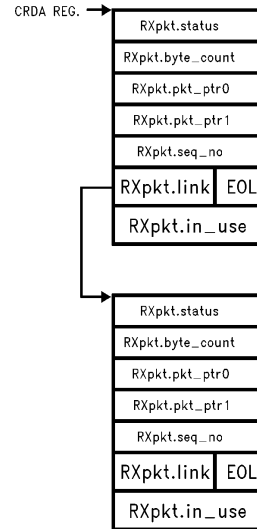 CRDA REG.
RXpkt.status
RXpkt.byte_count
RXpkt.pkt_ptr0
RXpkt.pkt_ptr1
RXpkt.seq_no
RXpkt.link EOL
RXpkt.in_use
RXpkt.status
RXpkt.byte_count
RXpkt.pkt_ptr0
RXpkt.pkt_ptr1
RXpkt.seq_no
RXpkt.link EOL
RXpkt.in_use